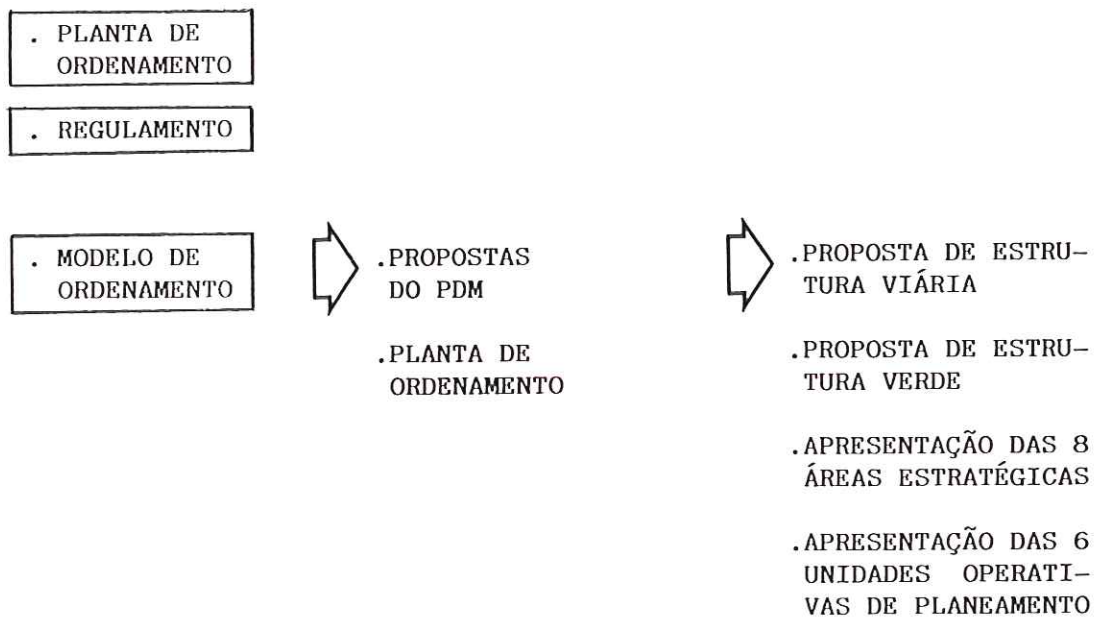 . PLANTA DE
ORDENAMENTO
. REGULAMENTO
. MODELO DE
ORDENAMENTO
.PROPOSTAS
DO PDM
.PLANTA DE
ORDENAMENTO
.PROPOSTA DE ESTRU-
TURA VIÁRIA
.PROPOSTA DE ESTRU-
TURA VERDE
.APRESENTAÇÃO DAS 8
ÁREAS ESTRATÉGICAS
.APRESENTAÇÃO DAS 6
UNIDADES OPERATI-
VAS DE PLANEAMENTO